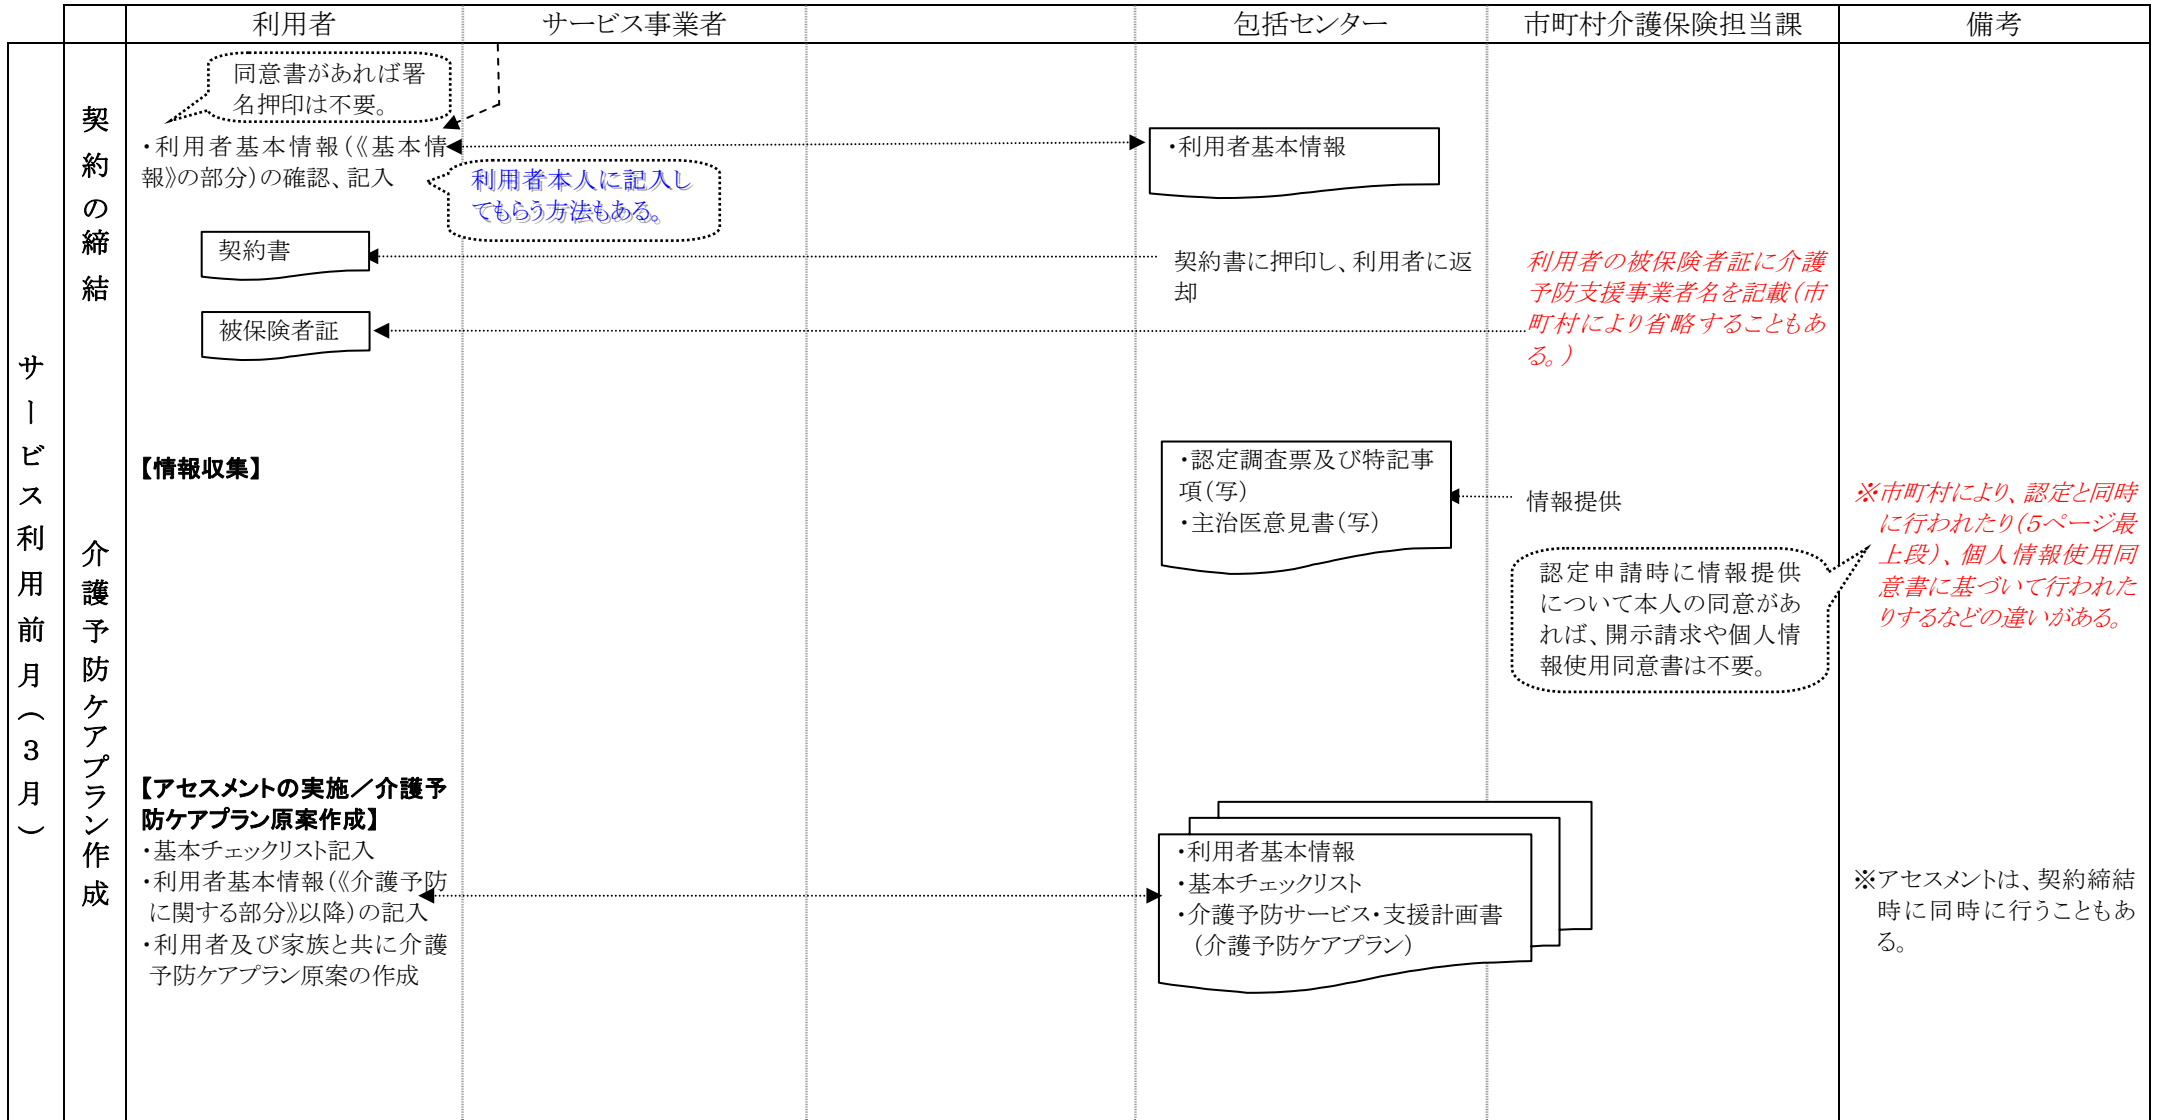 利用者
サービス事業者
包括センター
市町村介護保険担当課
備考
サービス利用前月(3月)
契約の締結
同意書があれば署
名押印は不要。
・利用者基本情報(《基本情
報》の部分)の確認、記入
利用者本人に記入し
てもらう方法もある。
・利用者基本情報
契約書
契約書に押印し、利用者に返
却
利用者の被保険者証に介護
予防支援事業者名を記載(市
町村により省略することもあ
る。)
被保険者証
介護予防ケアプラン作成
【情報収集】
・認定調査票及び特記事
項(写)
・主治医意見書(写)
情報提供
認定申請時に情報提供
について本人の同意があ
れば、開示請求や個人情
報使用同意書は不要。
※市町村により、認定と同時
に行われたり(5ページ最
上段)、個人情報使用同
意書に基づいて行われた
りするなどの違いがある。
【アセスメントの実施/介護予
防ケアプラン原案作成】
・基本チェックリスト記入
・利用者基本情報(《介護予防
に関する部分》以降)の記入
・利用者及び家族と共に介護
予防ケアプラン原案の作成
・利用者基本情報
・基本チェックリスト
・介護予防サービス・支援計画書
(介護予防ケアプラン)
※アセスメントは、契約締結
時に同時に行うこともあ
る。